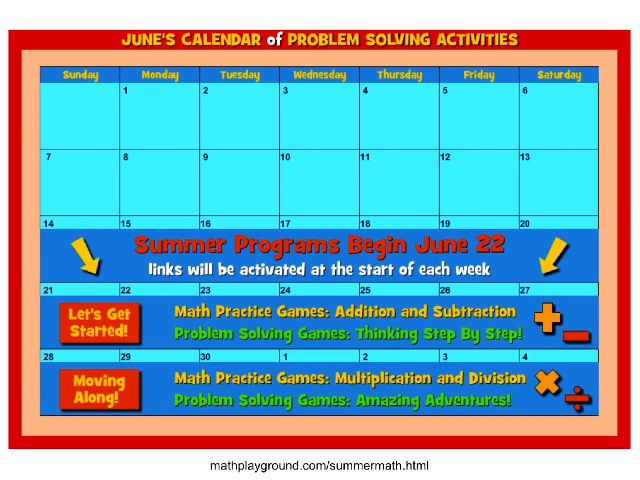 JUNE'S CALENDAR of PROBLEM SOLVING ACTIVITIES
Sunday Monday Tuesday Wednesday Thursday Friday Saturday
1 2 3 4 5 6
7 8 9 10 11 12 13
14 15 16 17 18 19 20
Summer Programs Begin June 22
links will be activated at the start of each week
21 22 23 24 25 26 27
Let's Get
Started!
Math Practice Games: Addition and Subtraction
Problem Solving Games: Thinking Step By Step!
28 29 30 1 2 3 4
Moving
Along!
Math Practice Games: Multiplication and Division
Problem Solving Games: Amazing Adventures!
mathplayground.com/summermath.html